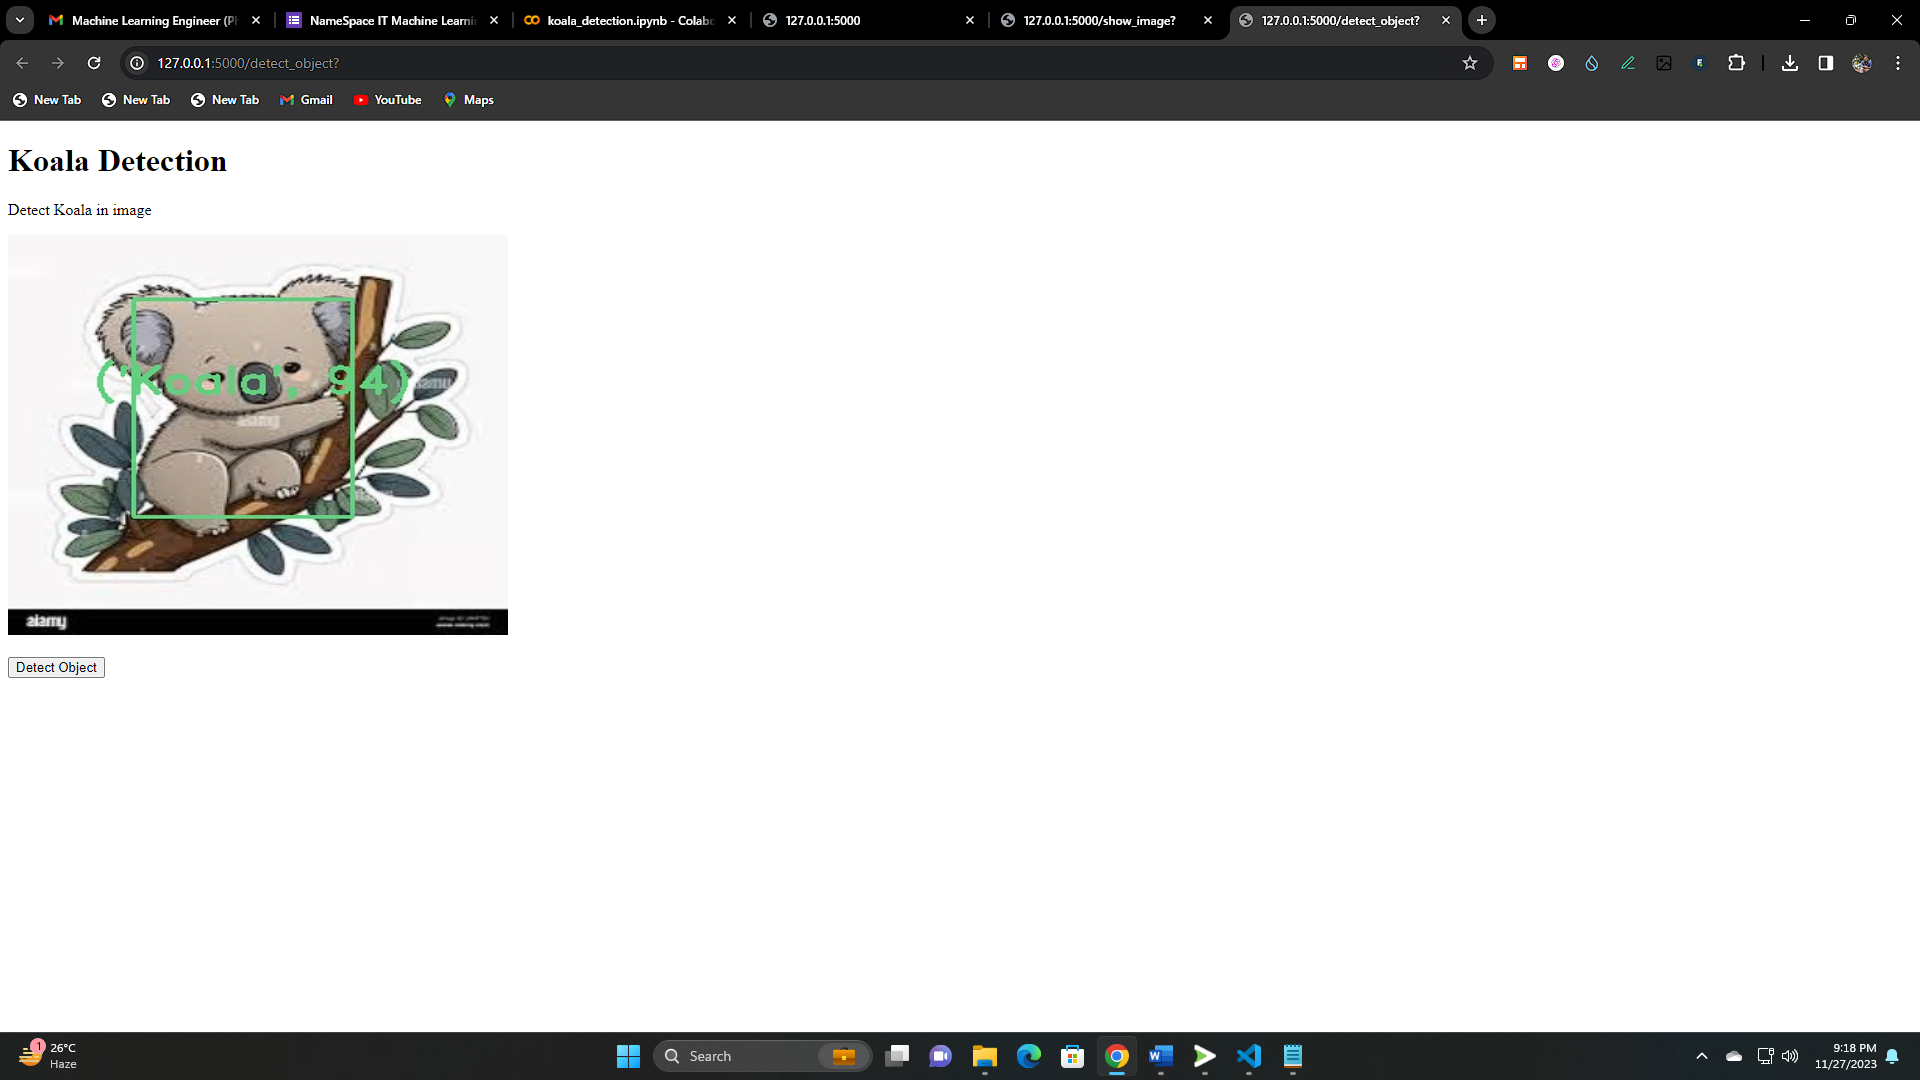 Machine Learning Engineer (Ph
NameSpace IT Machine Learni
koala_detection.ipynb - Colab
127.0.0.1:5000
127.0.0.1:5000/show_image?
127.0.0.1:5000/detect_object?
127.0.0.1:5000/detect_object?
New Tab
New Tab
New Tab
Gmail
YouTube
Maps
Koala Detection
Detect Koala in image
('Koala', 94)
alamy
alamy
alamy
Detect Object
1
26°C
Haze
Search
9:18 PM
11/27/2023